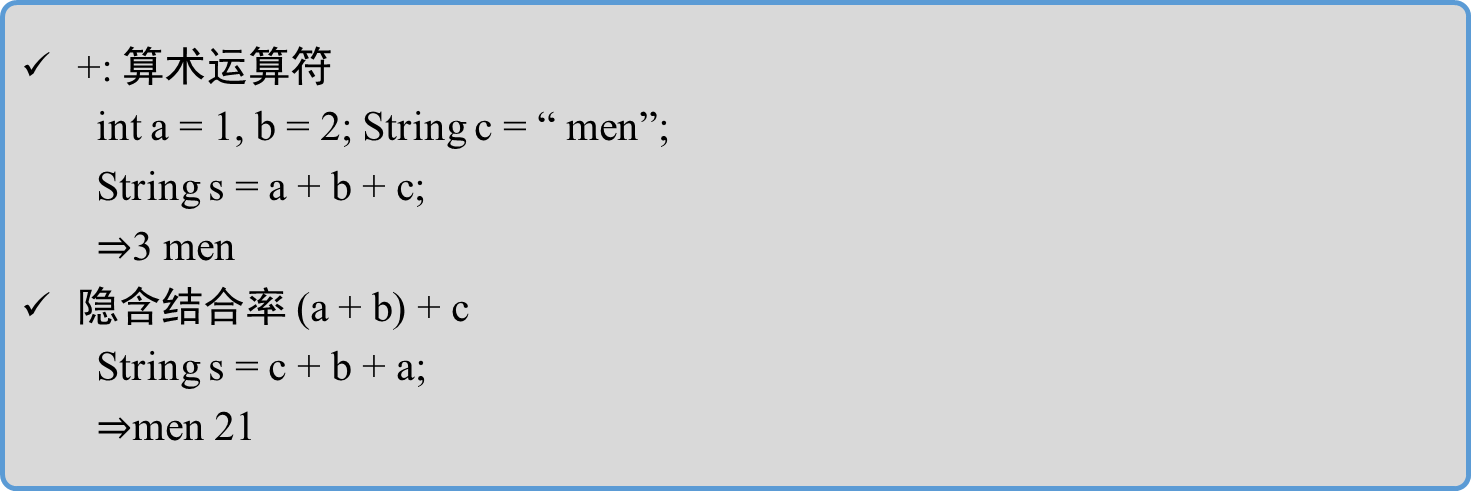 ✓ +: 算术运算符
int a = 1, b = 2; String c = “ men”;
String s = a + b + c;
⇒3 men
✓ 隐含结合率 (a + b) + c
String s = c + b + a;
⇒men 21